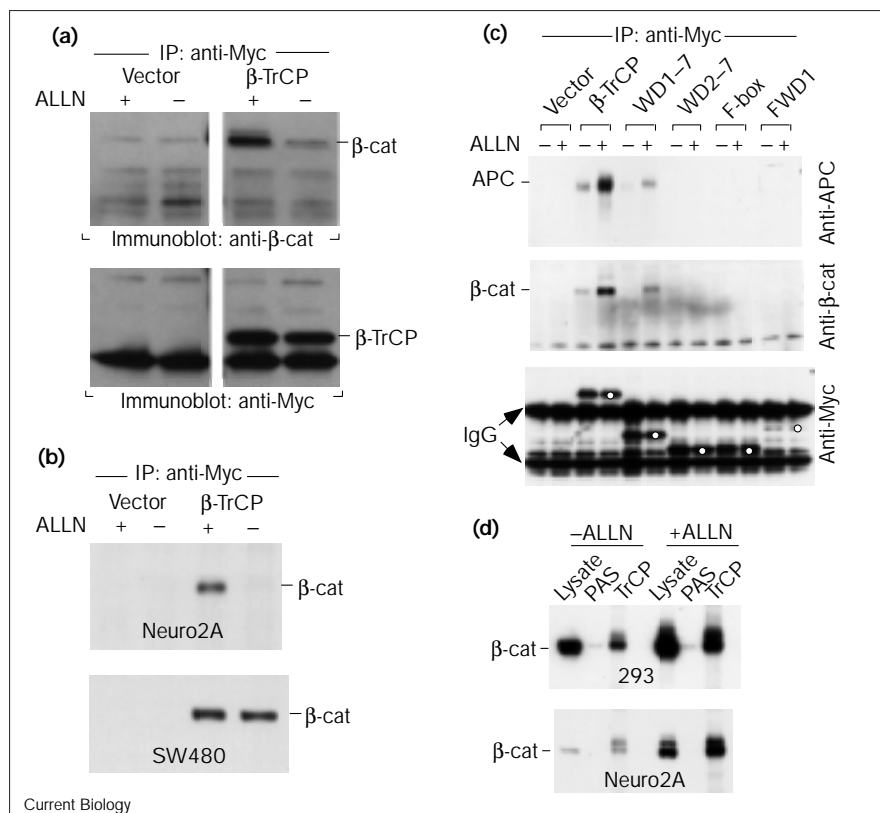 (a)
IP: anti-Myc
Vector β-TrCP
ALLN + − + −
β-cat
Immunoblot: anti-β-cat
β-TrCP
Immunoblot: anti-Myc
(b)
IP: anti-Myc
Vector β-TrCP
ALLN + − + −
β-cat
Neuro2A
β-cat
SW480
(c)
IP: anti-Myc
Vector β-TrCP WD1–7 WD2–7 F-box FWD1
ALLN − + − + − + − + − + − +
APC
Anti-APC
β-cat
Anti-β-cat
IgG
Anti-Myc
(d)
−ALLN +ALLN
Lysate PAS TrCP Lysate PAS TrCP
β-cat
293
β-cat
Neuro2A
Current Biology